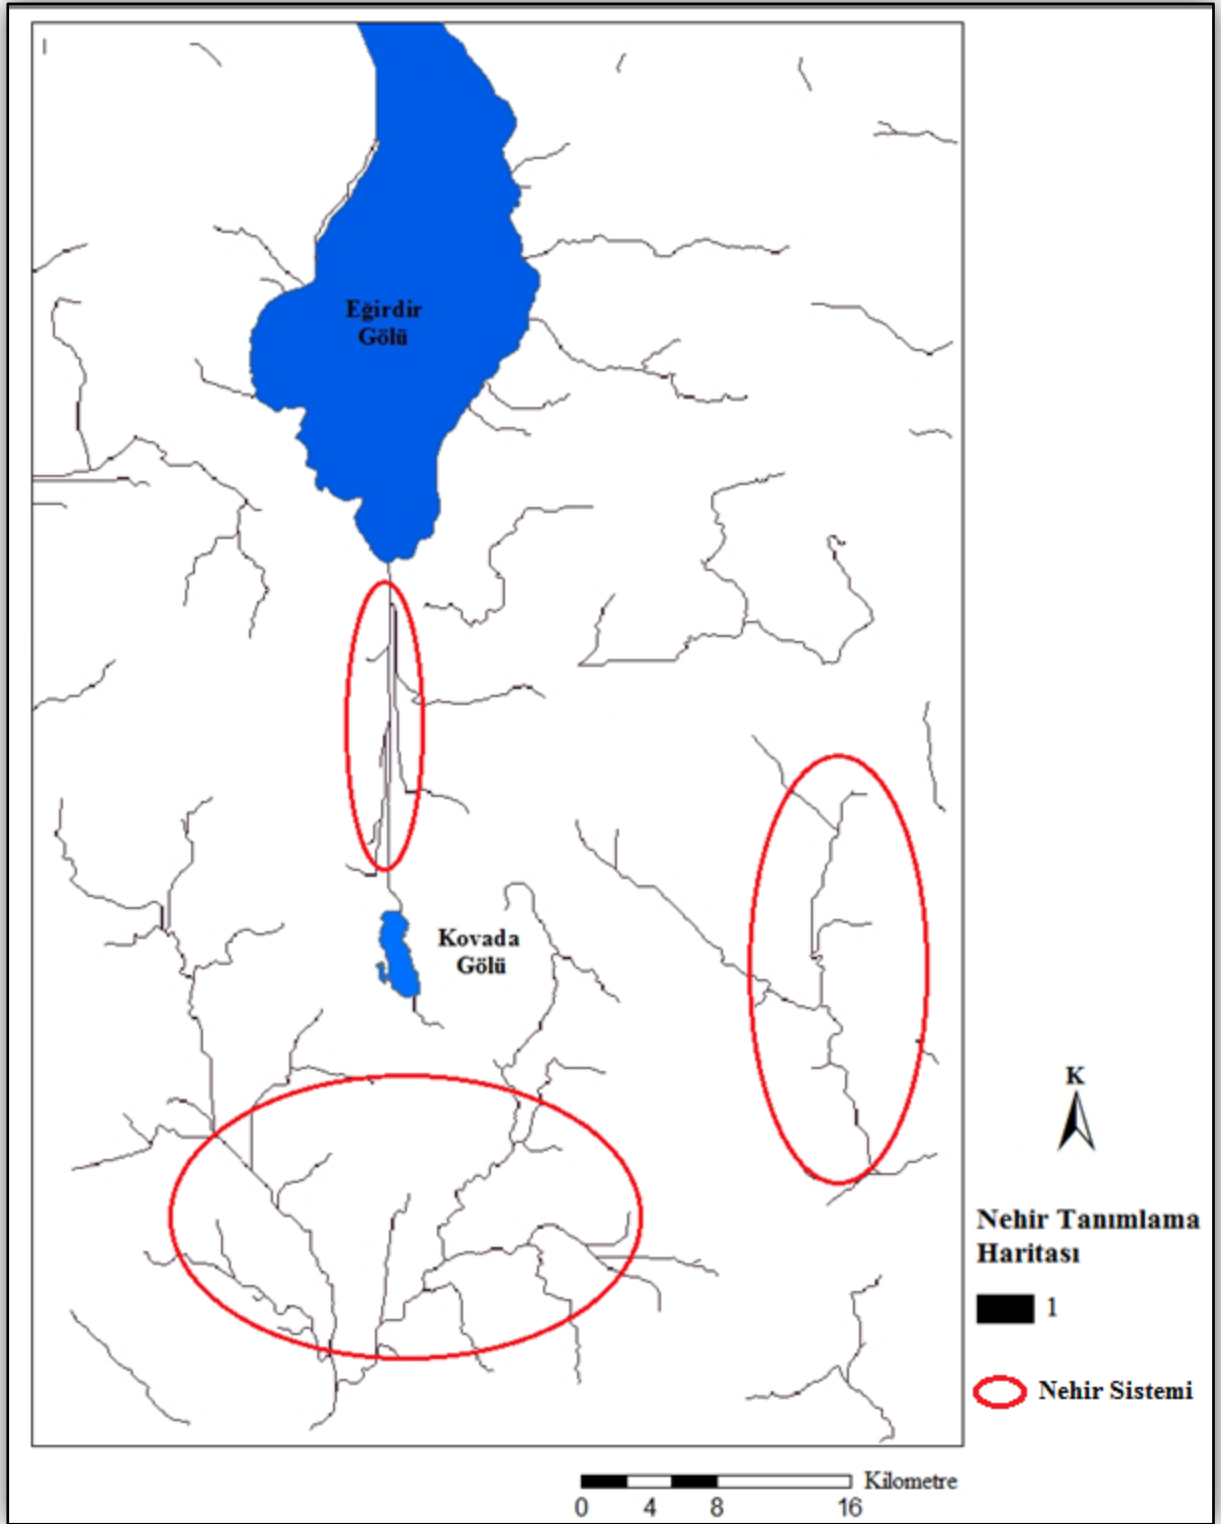 Eğirdir
Gölü
Kovada
Gölü
K
Nehir Tanımlama
Haritası
1
Nehir Sistemi
Kilometre
0 4 8 16